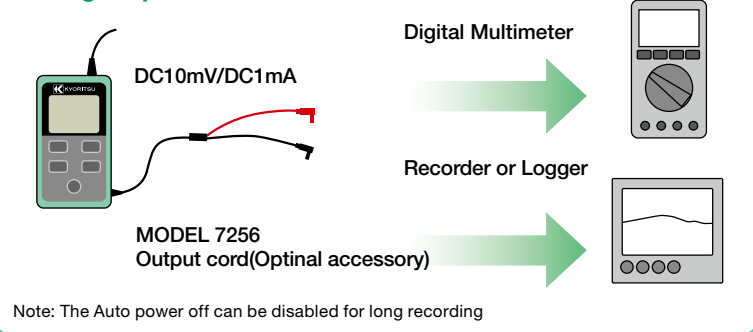 Digital Multimeter
DC10mV/DC1mA
KYORITSU
Recorder or Logger
MODEL 7256
Output cord(Optinal accessory)
Note: The Auto power off can be disabled for long recording